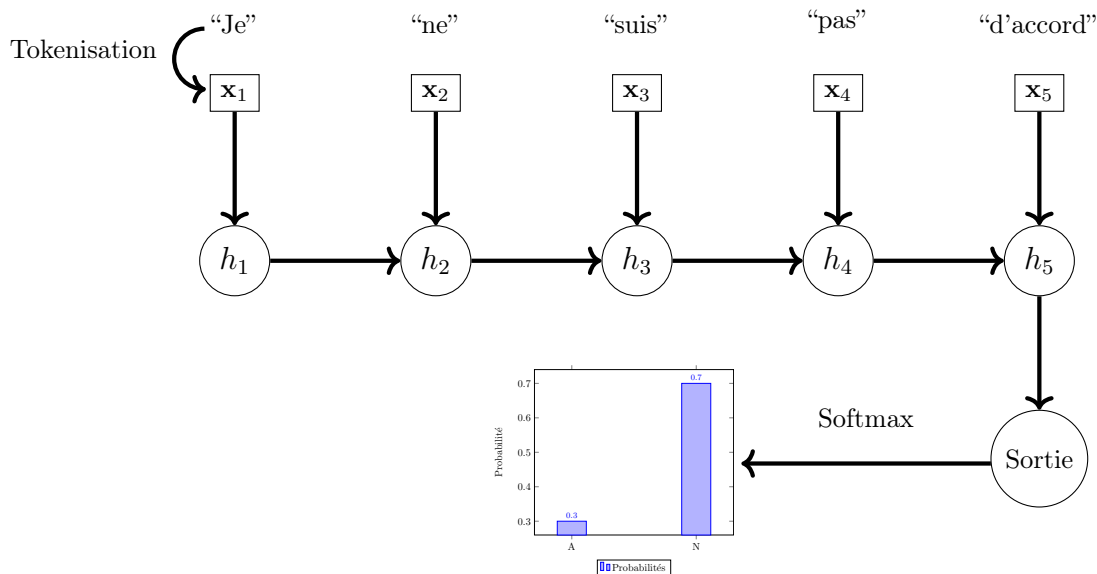 “Je” “ne” “suis” “pas” “d’accord”
Tokenisation
x₁ x₂ x₃ x₄ x₅
h₁ h₂ h₃ h₄ h₅
Softmax
Sortie
Probabilité
0.7
0.6
0.5
0.4
0.3
0.3
0.7
A N
Probabilités